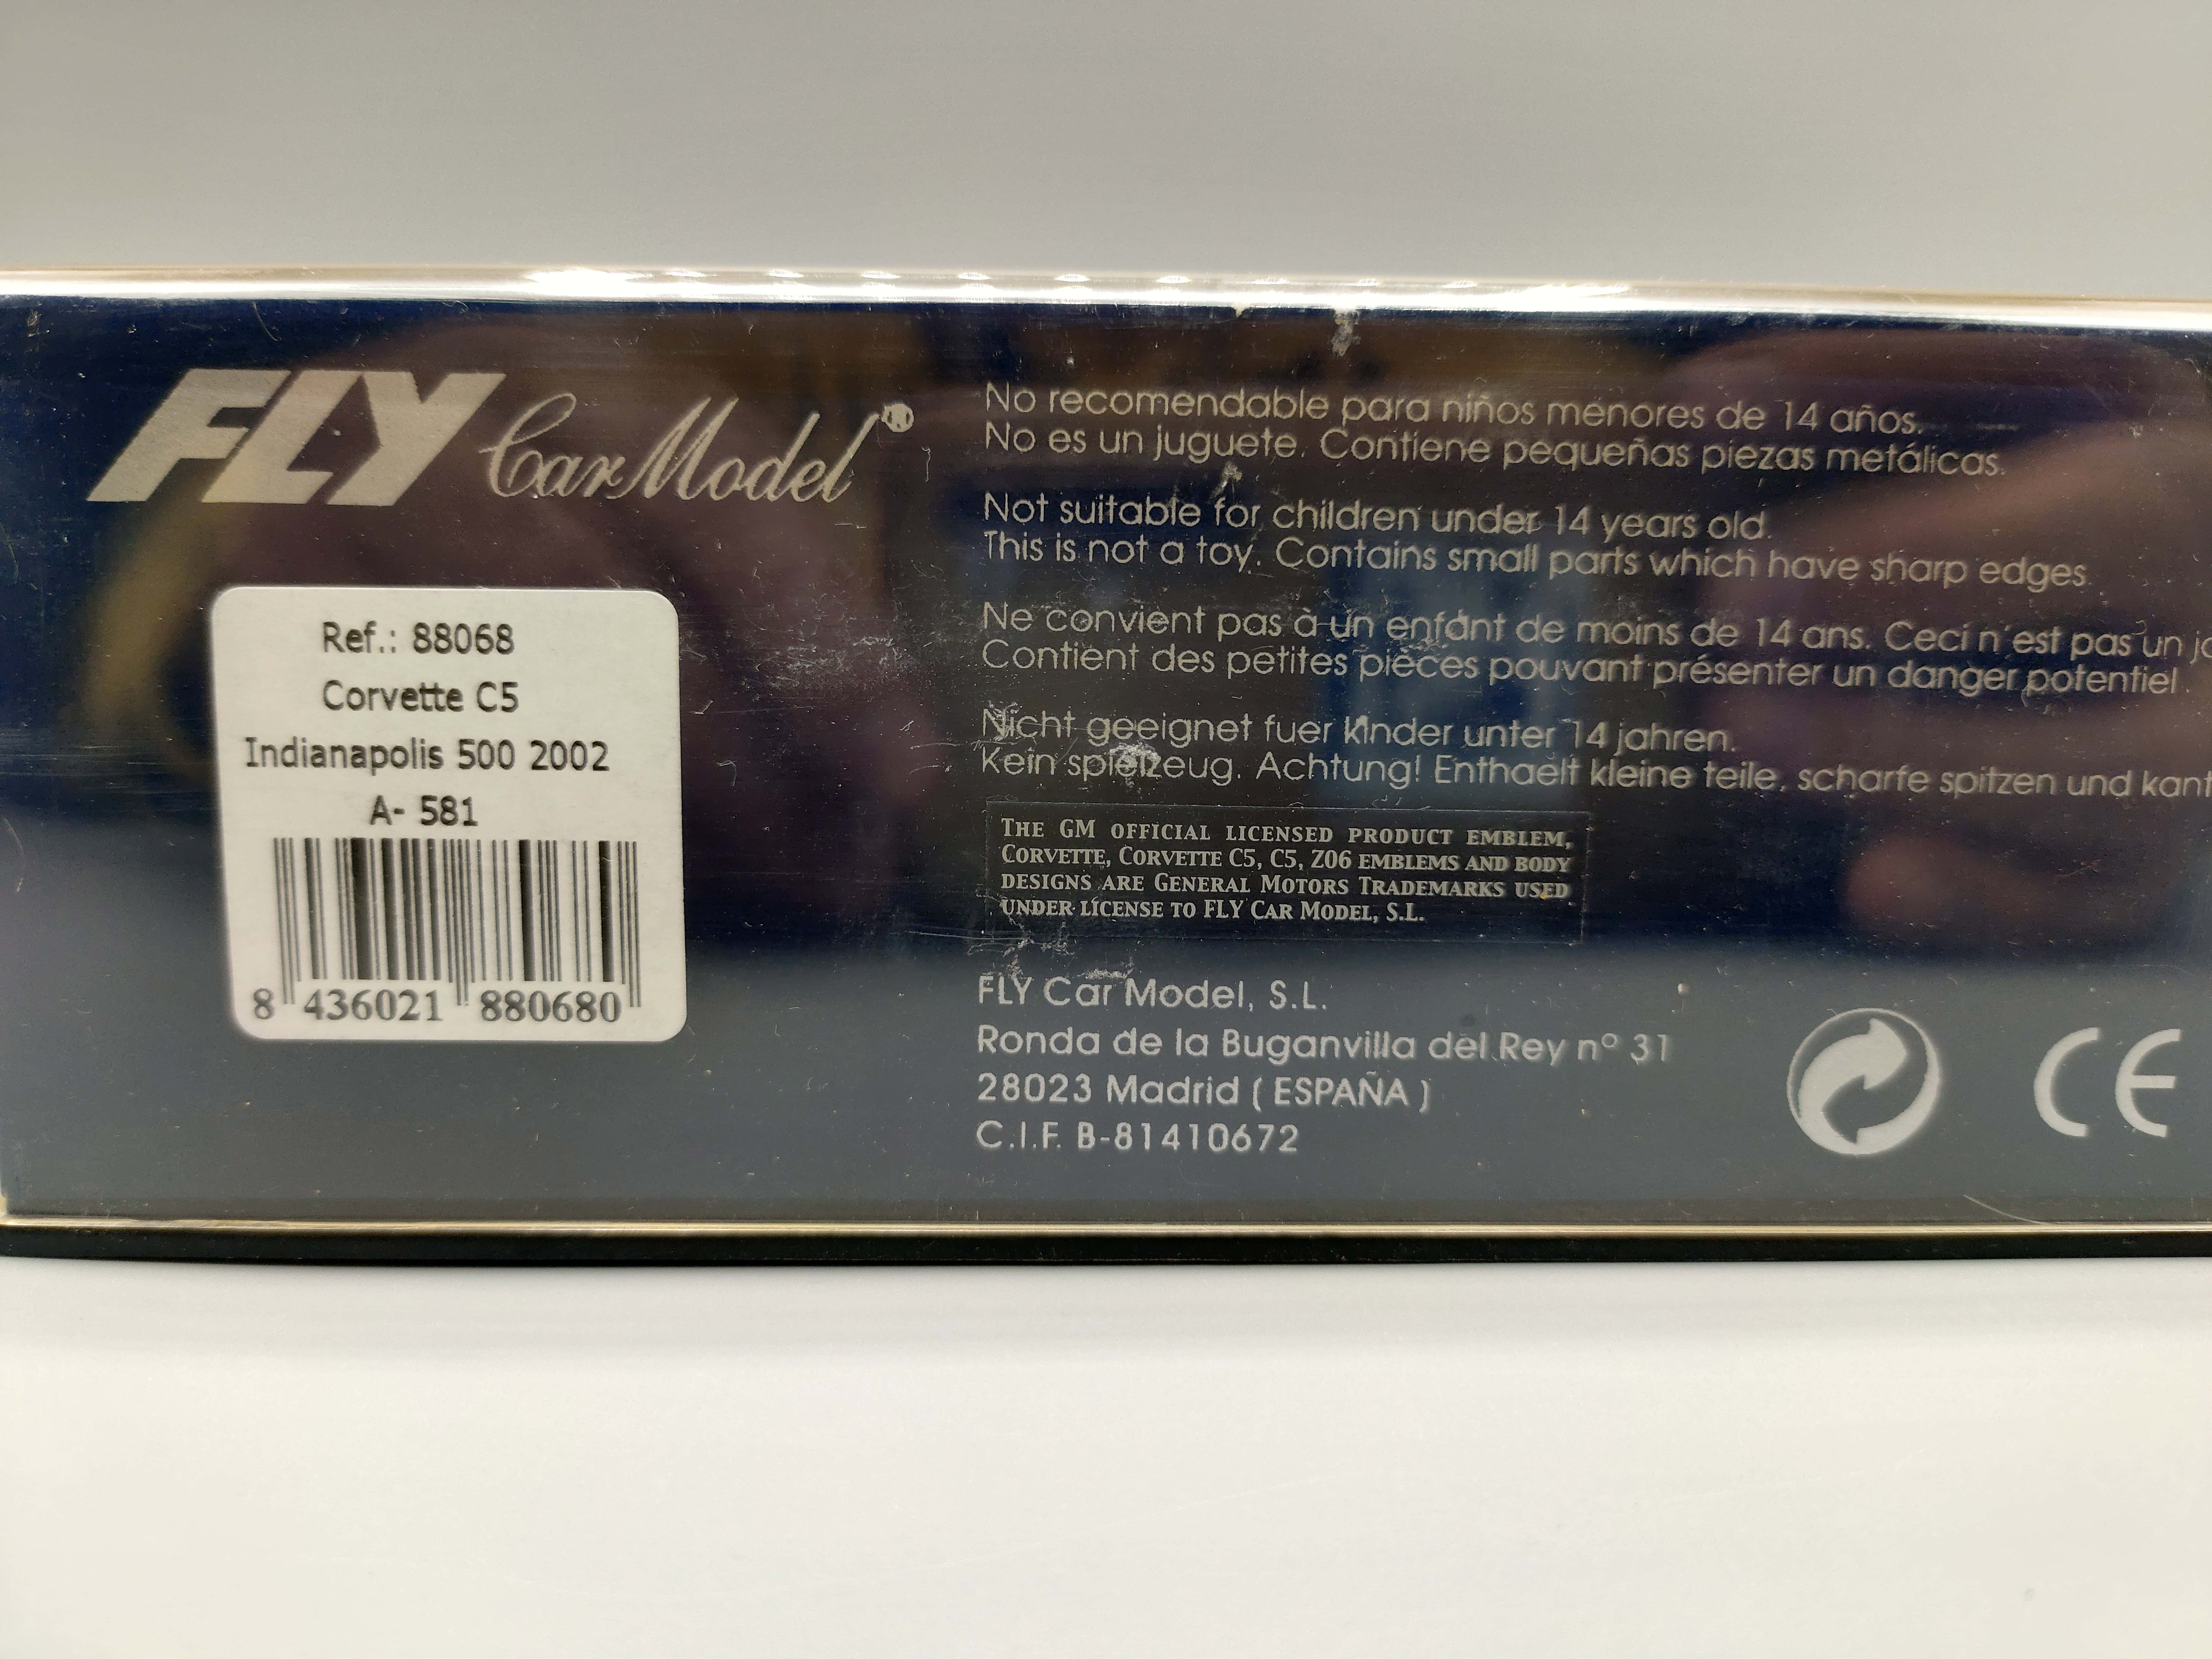 FLY Car Model®
Ref.: 88068
Corvette C5
Indianapolis 500 2002
A- 581
8 436021 880680
No recomendable para niños menores de 14 años.
No es un juguete. Contiene pequeñas piezas metálicas.
Not suitable for children under 14 years old.
This is not a toy. Contains small parts which have sharp edges.
Ne convient pas à un enfant de moins de 14 ans. Ceci n'est pas un
Contient des petites pièces pouvant présenter un danger potentiel.
Nicht geeignet fuer kinder unter 14 jahren.
Kein spielzeug. Achtung! Enthaelt kleine teile, scharfe spitzen und
THE GM OFFICIAL LICENSED PRODUCT EMBLEM,
CORVETTE, CORVETTE C5, C5, Z06 EMBLEMS AND BODY
DESIGNS ARE GENERAL MOTORS TRADEMARKS USED
UNDER LICENSE TO FLY CAR MODEL, S.L.
FLY Car Model, S.L.
Ronda de la Buganvilla del Rey nº 31
28023 Madrid ( ESPAÑA )
C.I.F. B-81410672
CE